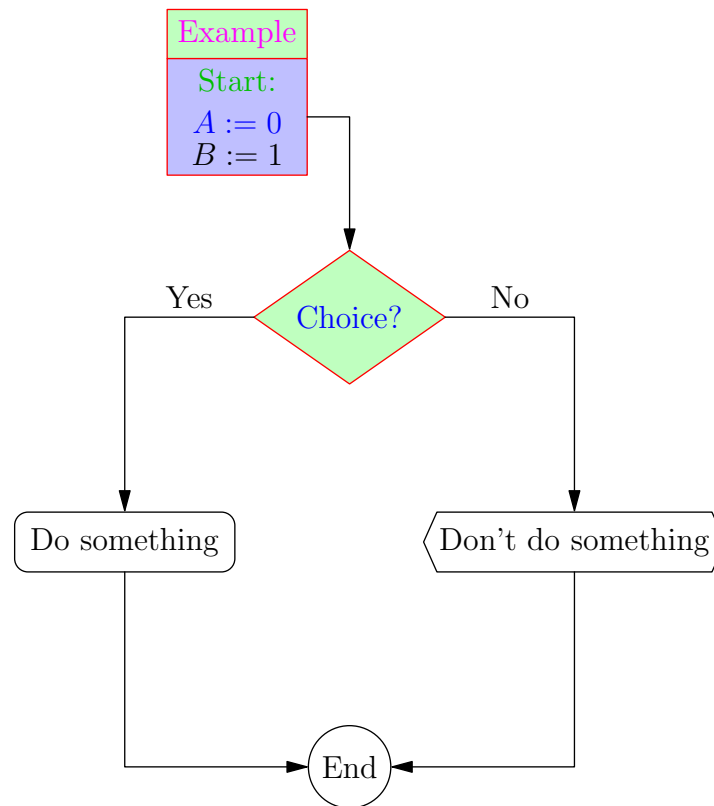 Example
Start:
A := 0
B := 1
Yes
No
Choice?
Do something
Don't do something
End